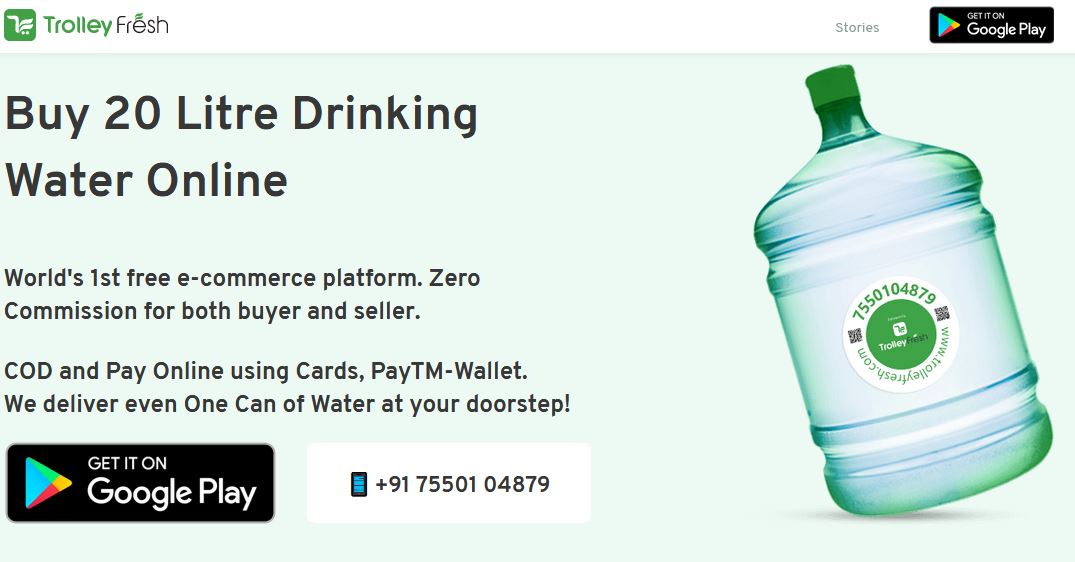 Trolley Fresh
Stories
GET IT ON
Google Play
Buy 20 Litre Drinking
Water Online
World's 1st free e-commerce platform. Zero
Commission for both buyer and seller.
COD and Pay Online using Cards, PayTM-Wallet.
We deliver even One Can of Water at your doorstep!
GET IT ON
Google Play
+91 75501 04879
7550104879
TrolleyFresh
www.trolleyfresh.com